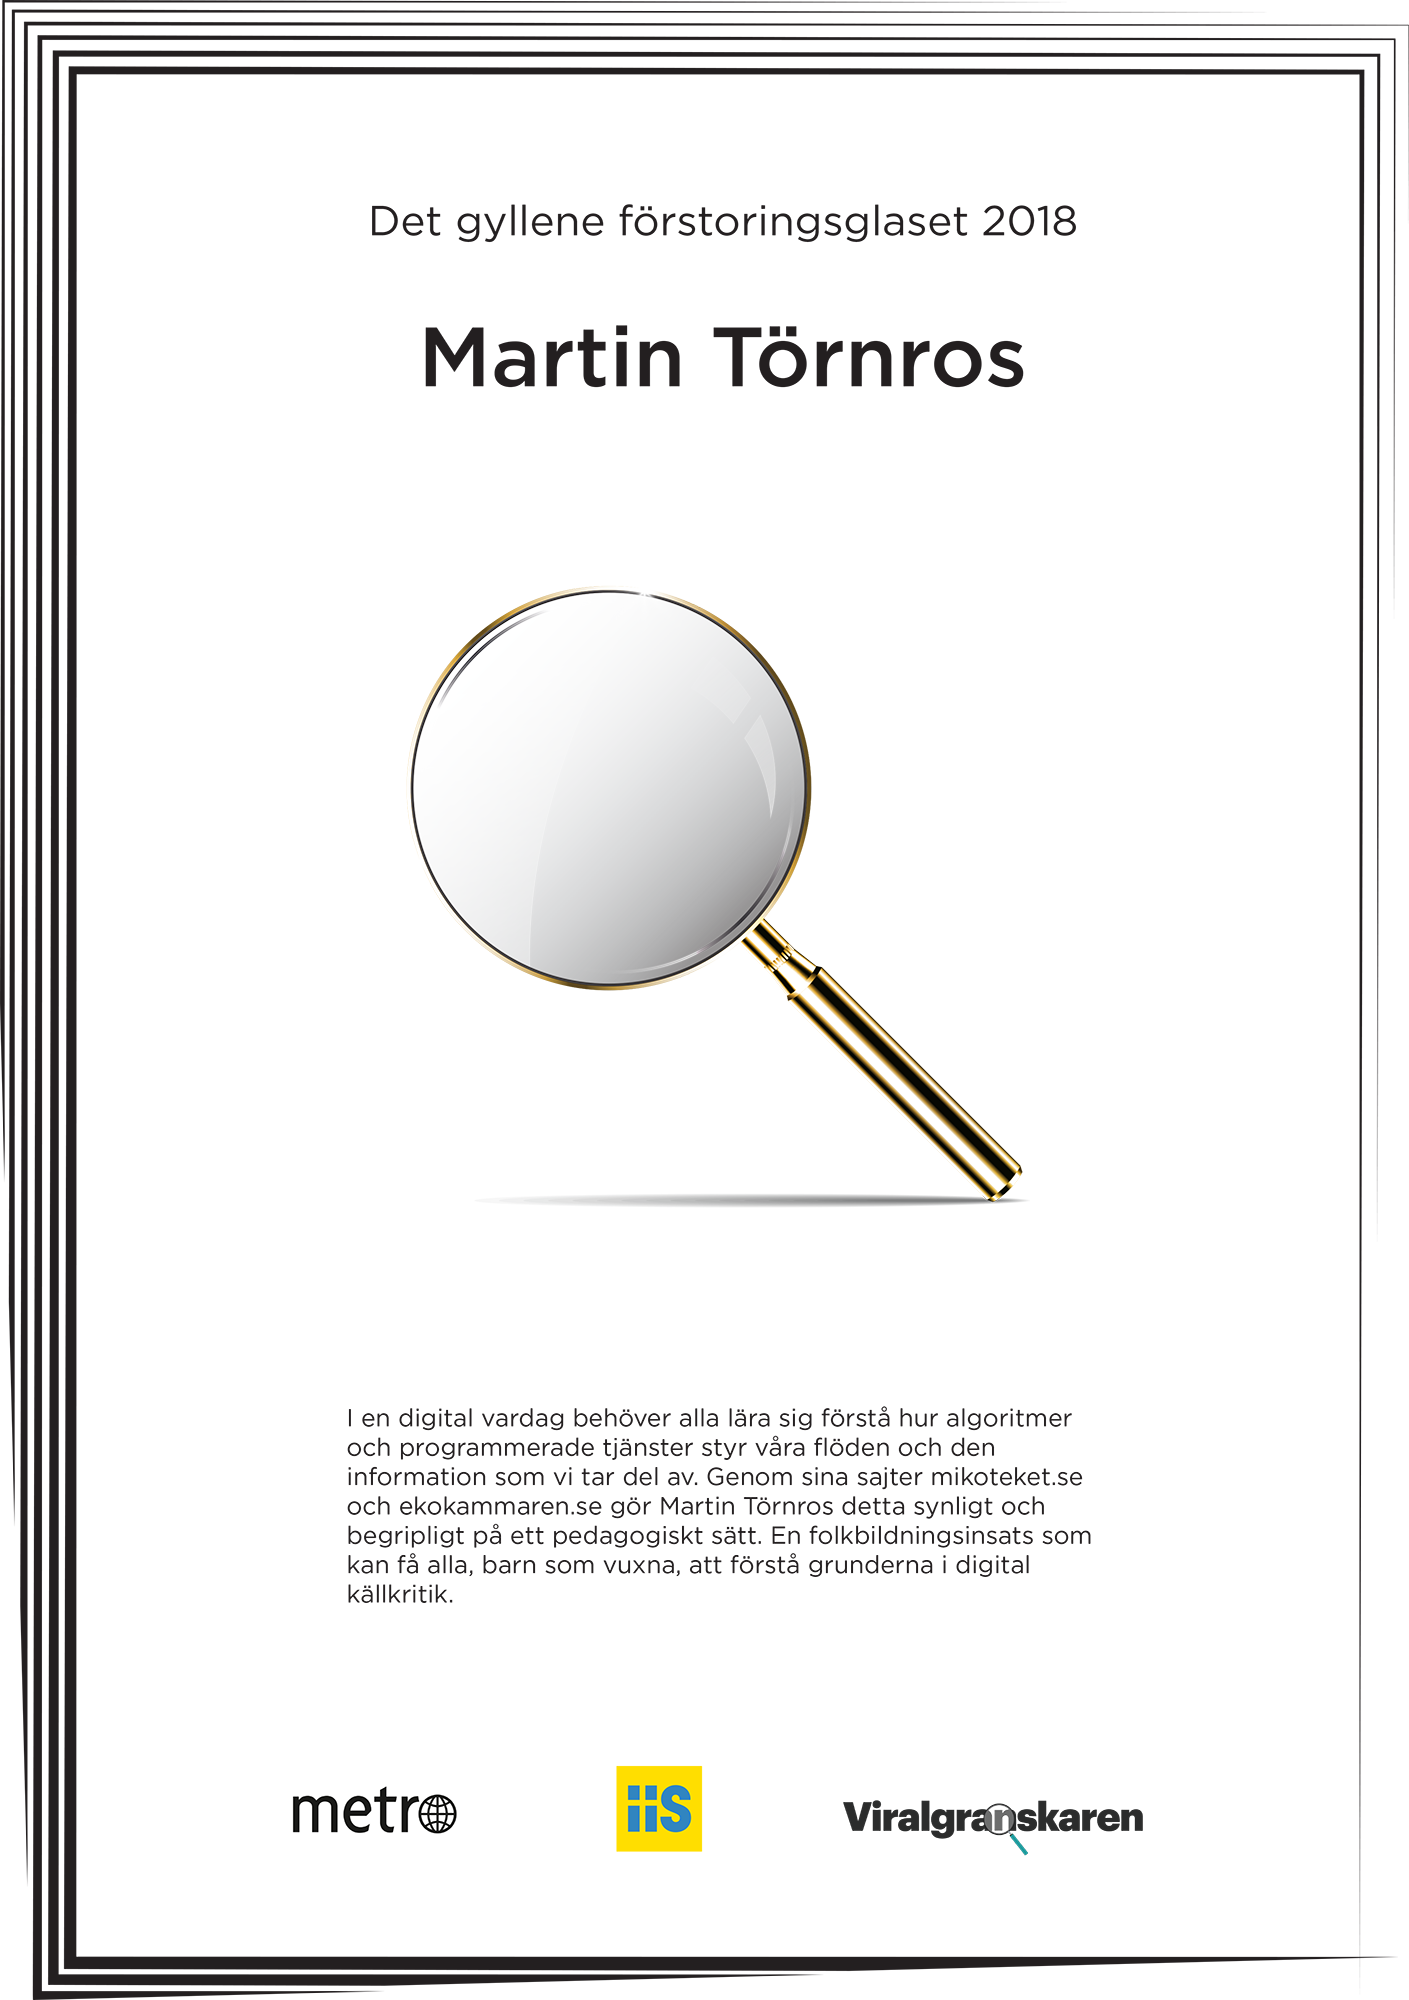 Det gyllene förstoringsglaset 2018
Martin Törnros
I en digital vardag behöver alla lära sig förstå hur algoritmer
och programmerade tjänster styr våra flöden och den
information som vi tar del av. Genom sina sajter mikoteket.se
och ekokammaren.se gör Martin Törnros detta synligt och
begripligt på ett pedagogiskt sätt. En folkbildningsinsats som
kan få alla, barn som vuxna, att förstå grunderna i digital
källkritik.
metro
iis
Viralgranskaren